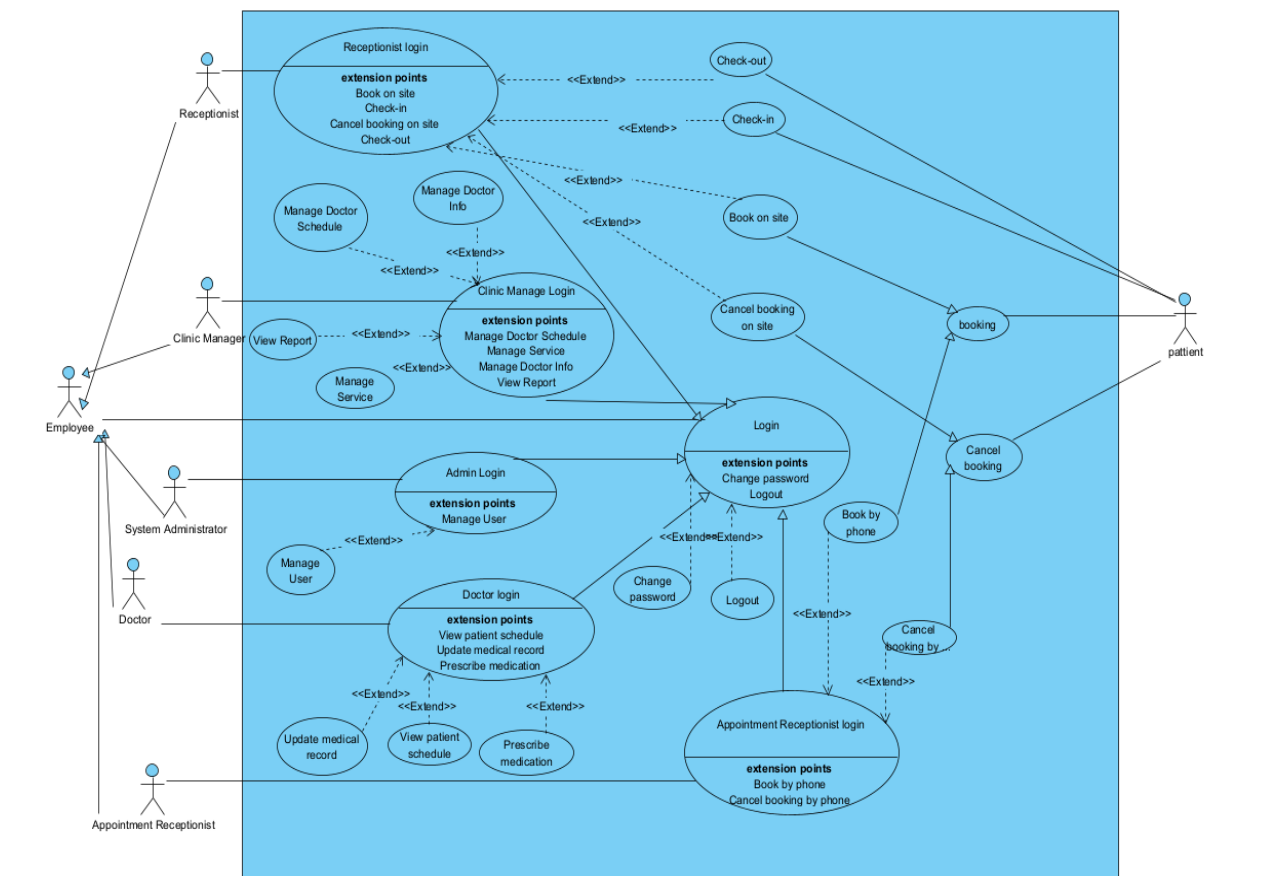 Receptionist login
extension points
Book on site
Check-in
Cancel booking on site
Check-out
Receptionist
<<Extend>>
Check-out
<<Extend>>
Check-in
<<Extend>>
Book on site
<<Extend>>
Cancel booking
on site
Manage Doctor
Schedule
Manage Doctor
Info
<<Extend>>
<<Extend>>
Clinic Manage Login
extension points
Manage Doctor Schedule
Manage Service
Manage Doctor Info
View Report
Clinic Manager
View Report
<<Extend>>
<<Extend>>
Manage
Service
booking
pattient
Employee
Login
extension points
Change password
Logout
Cancel
booking
Admin Login
extension points
Manage User
System Administrator
<<Extend>>
Manage
User
<<Extend>>
<<Extend>>
Change
password
Logout
Book by
phone
<<Extend>>
Cancel
booking by ...
<<Extend>>
Doctor
Doctor login
extension points
View patient schedule
Update medical record
Prescribe medication
<<Extend>>
<<Extend>>
<<Extend>>
Update medical
record
View patient
schedule
Prescribe
medication
Appointment Receptionist login
extension points
Book by phone
Cancel booking by phone
Appointment Receptionist